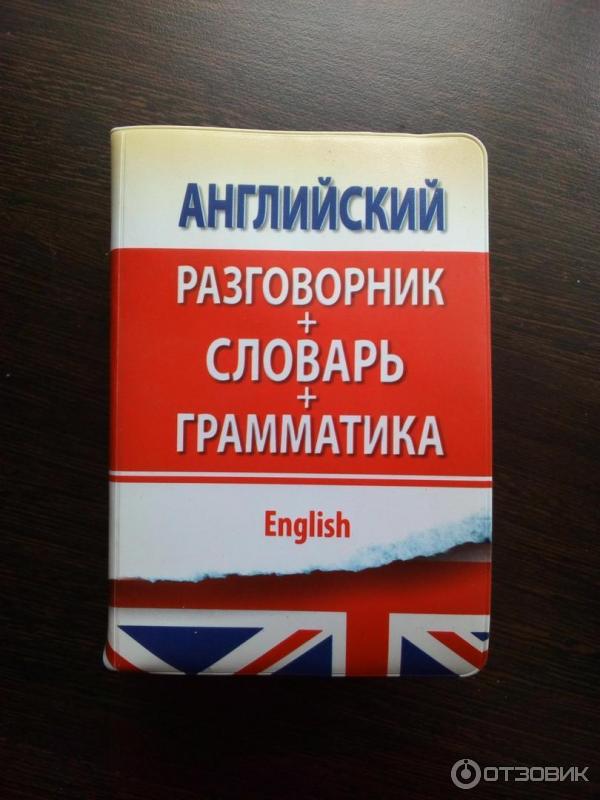 АНГЛИЙСКИЙ
РАЗГОВОРНИК
+
СЛОВАРЬ
+
ГРАММАТИКА
English
ОТЗОВИК